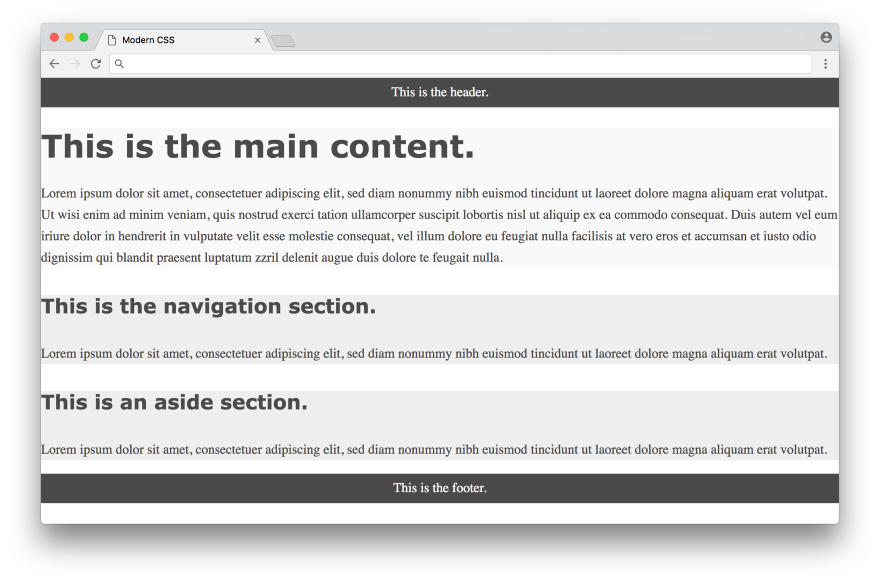 Modern CSS
This is the header.
This is the main content.
Lorem ipsum dolor sit amet, consectetuer adipiscing elit, sed diam nonummy nibh euismod tincidunt ut laoreet dolore magna aliquam erat volutpat.
Ut wisi enim ad minim veniam, quis nostrud exerci tation ullamcorper suscipit lobortis nisl ut aliquip ex ea commodo consequat. Duis autem vel eum
iriure dolor in hendrerit in vulputate velit esse molestie consequat, vel illum dolore eu feugiat nulla facilisis at vero eros et accumsan et iusto odio
dignissim qui blandit praesent luptatum zzril delenit augue duis dolore te feugait nulla.
This is the navigation section.
Lorem ipsum dolor sit amet, consectetuer adipiscing elit, sed diam nonummy nibh euismod tincidunt ut laoreet dolore magna aliquam erat volutpat.
This is an aside section.
Lorem ipsum dolor sit amet, consectetuer adipiscing elit, sed diam nonummy nibh euismod tincidunt ut laoreet dolore magna aliquam erat volutpat.
This is the footer.